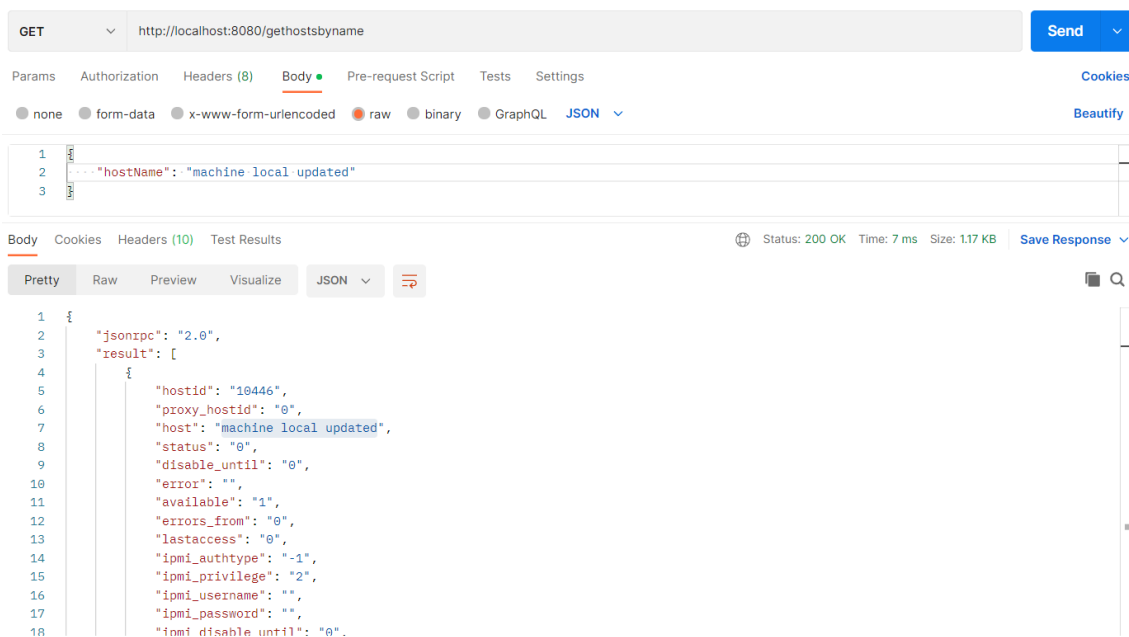 GET http://localhost:8080/gethostsbyname Send
Params Authorization Headers (8) Body Pre-request Script Tests Settings Cookies
none form-data x-www-form-urlencoded raw binary GraphQL JSON Beautify
1 {
2 "hostName": "machine local updated"
3 }
Body Cookies Headers (10) Test Results Status: 200 OK Time: 7 ms Size: 1.17 KB Save Response
Pretty Raw Preview Visualize JSON
1 {
2 "jsonrpc": "2.0",
3 "result": [
4 {
5 "hostid": "10446",
6 "proxy_hostid": "0",
7 "host": "machine local updated",
8 "status": "0",
9 "disable_until": "0",
10 "error": "",
11 "available": "1",
12 "errors_from": "0",
13 "lastaccess": "0",
14 "ipmi_authtype": "-1",
15 "ipmi_privilege": "2",
16 "ipmi_username": "",
17 "ipmi_password": "",
18 "ipmi_disable_until": "0",